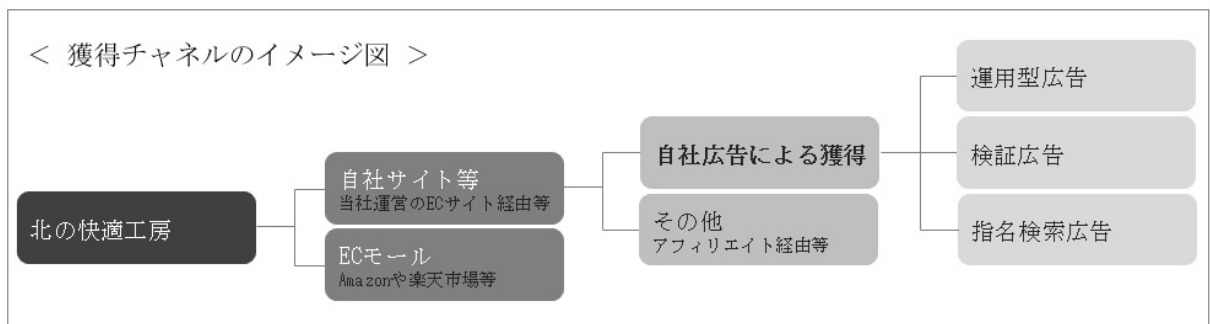 < 獲得チャネルのイメージ図 >
北の快適工房
自社サイト等
当社運営のECサイト経由等
ECモール
Amazonや楽天市場等
自社広告による獲得
その他
アフィリエイト経由等
運用型広告
検証広告
指名検索広告